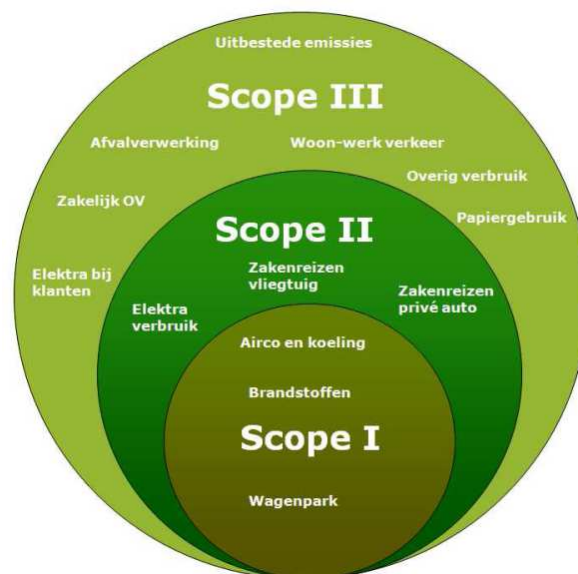 Uitbestede emissies
Scope III
Afvalverwerking
Woon-werk verkeer
Overig verbruik
Zakelijk OV
Papiergebruik
Scope II
Elektra bij
klanten
Zakenreizen
vliegtuig
Zakenreizen
privé auto
Elektra
verbruik
Airco en koeling
Brandstoffen
Scope I
Wagenpark